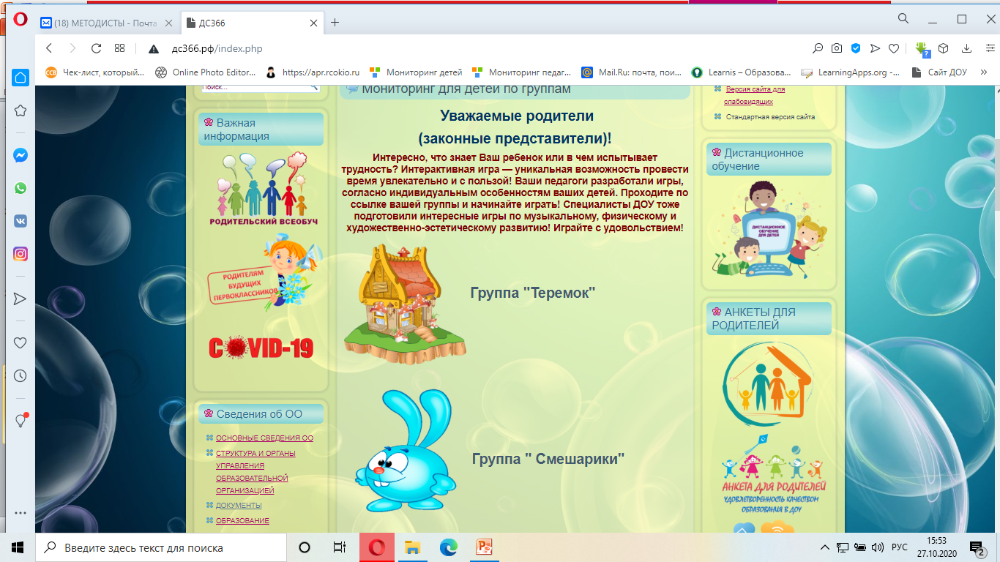 (18) МЕТОДИСТЫ - Почта
ДС366
дс366.рф/index.php
Чек-лист, который...
Online Photo Editor...
https://apr.rcokio.ru
Мониторинг детей
Мониторинг педаг...
Mail.Ru: почта, пои...
Learnis – Образова...
LearningApps.org -...
Сайт ДОУ
»
Поиск...
Важная
информация
РОДИТЕЛЬСКИЙ ВСЕОБУЧ
РОДИТЕЛЯМ
БУДУЩИХ
ПЕРВОКЛАССНИКОВ
COVID-19
Сведения об ОО
ОСНОВНЫЕ СВЕДЕНИЯ ОО
СТРУКТУРА И ОРГАНЫ
УПРАВЛЕНИЯ
ОБРАЗОВАТЕЛЬНОЙ
ОРГАНИЗАЦИЕЙ
ДОКУМЕНТЫ
ОБРАЗОВАНИЕ
Мониторинг для детей по группам
Уважаемые родители
(законные представители)!
Интересно, что знает Ваш ребенок или в чем испытывает
трудность? Интерактивная игра — уникальная возможность провести
время увлекательно и с пользой! Ваши педагоги разработали игры,
согласно индивидуальным особенностям ваших детей. Проходите по
ссылке вашей группы и начинайте играть! Специалисты ДОУ тоже
подготовили интересные игры по музыкальному, физическому и
художественно-эстетическому развитию! Играйте с удовольствием!
Группа "Теремок"
Группа " Смешарики"
Версия сайта для
слабовидящих
Стандартная версия сайта
Дистанционное
обучение
ДИСТАНЦИОННОЕ
ОБУЧЕНИЕ
ДЛЯ ДЕТЕЙ
АНКЕТЫ ДЛЯ
РОДИТЕЛЕЙ
АНКЕТА ДЛЯ РОДИТЕЛЕЙ
УДОВЛЕТВОРЕННОСТЬ КАЧЕСТВОМ
ОБРАЗОВАНИЯ В ДОУ
Введите здесь текст для поиска
РУС
15:53
27.10.2020
2